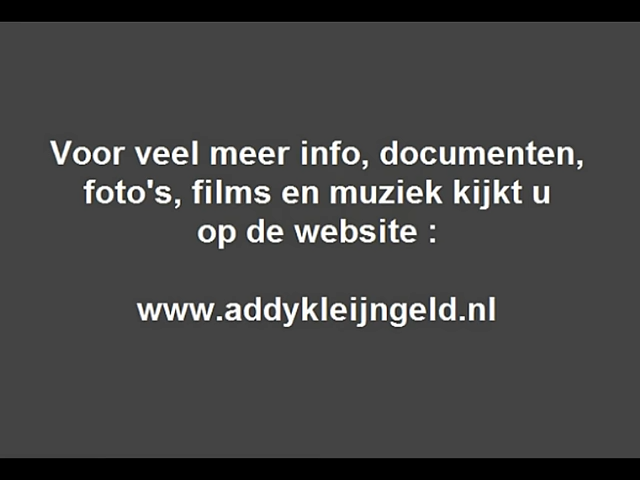 Voor veel meer info, documenten,
foto's, films en muziek kijkt u
op de website :
www.addykleijngeld.nl